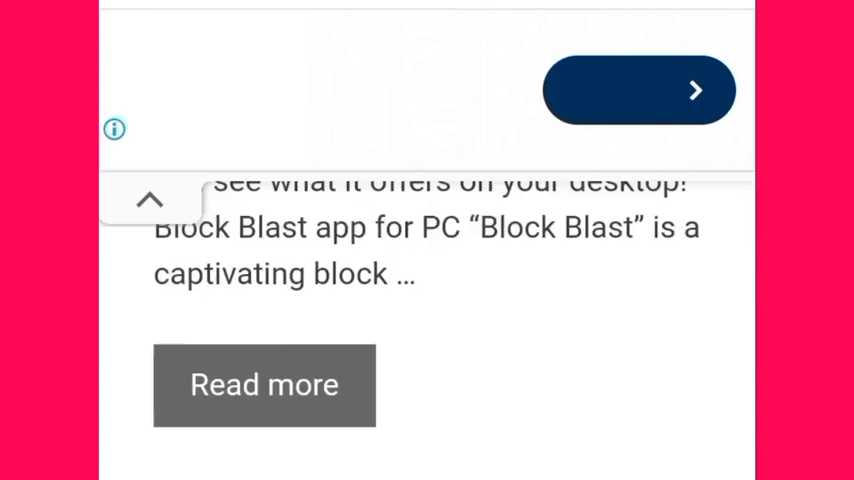 see what it offers on your desktop!
Block Blast app for PC “Block Blast” is a
captivating block ...
Read more